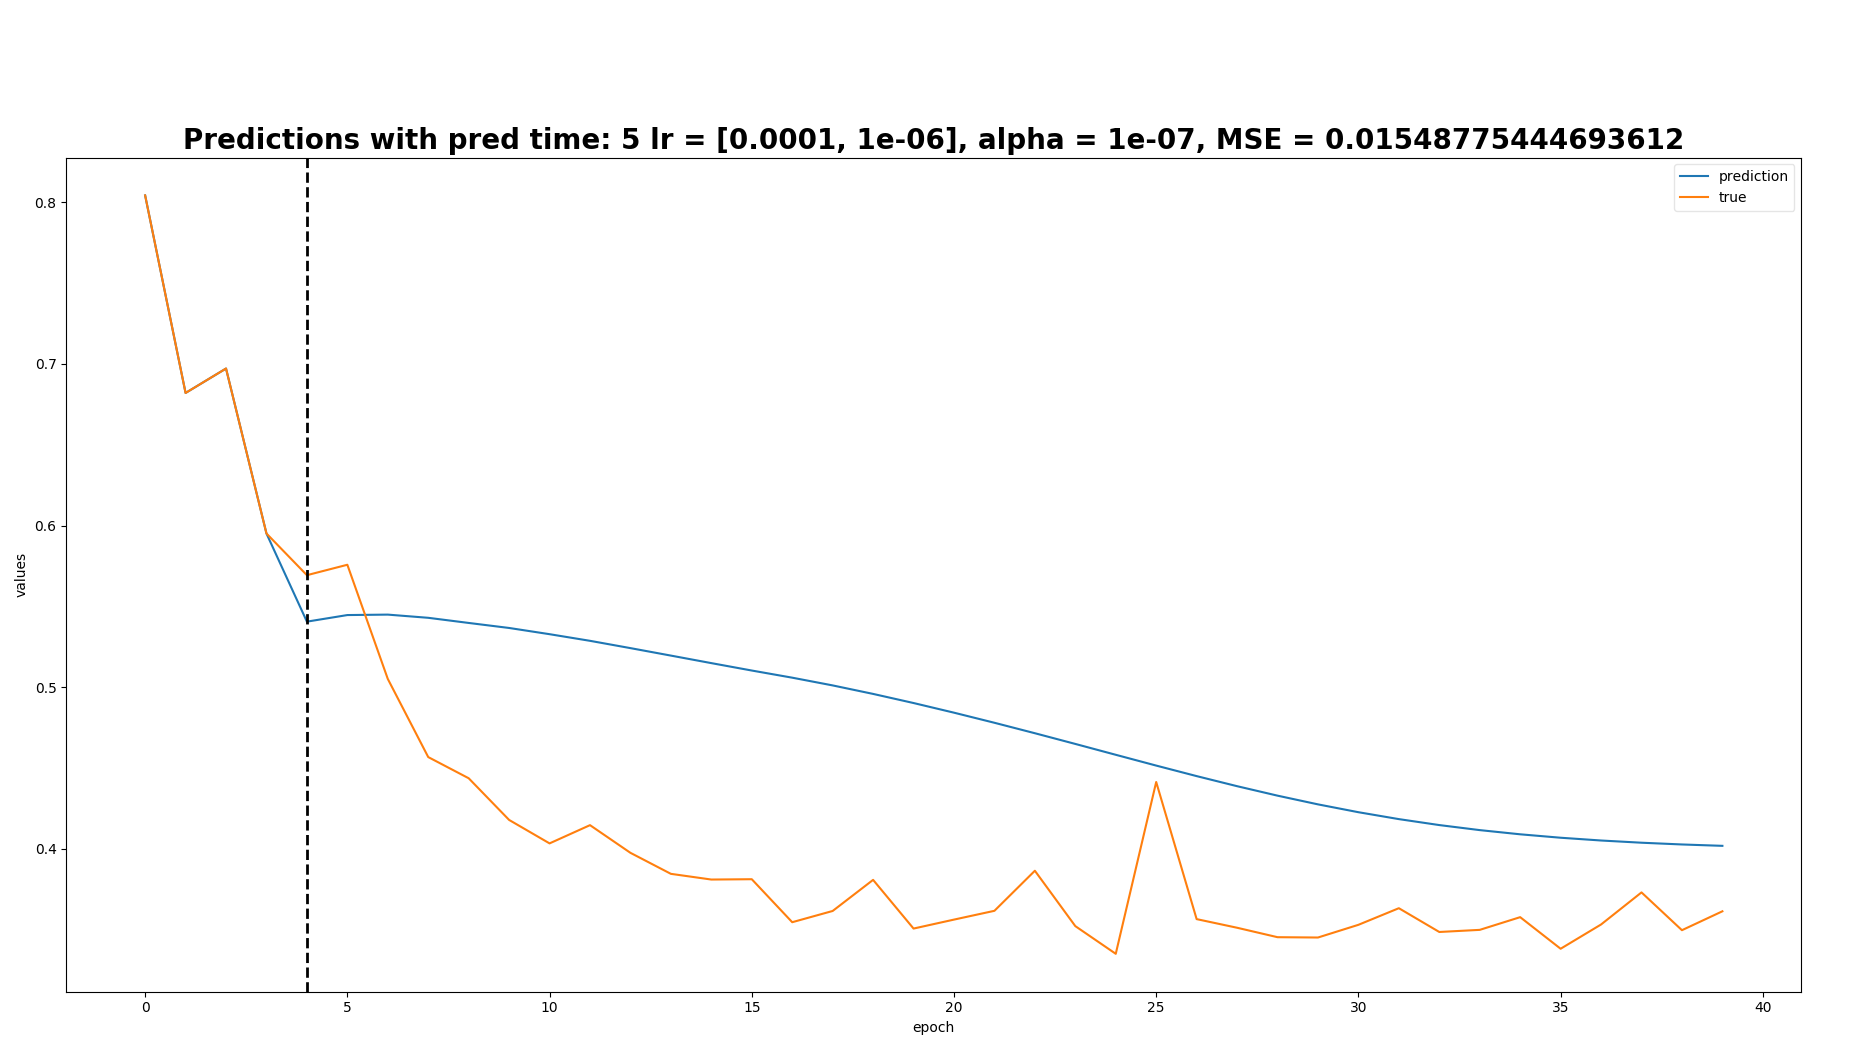 Predictions with pred time: 5 lr = [0.0001, 1e-06], alpha = 1e-07, MSE = 0.01548775444693612
prediction
true
0.8
0.7
0.6
0.5
0.4
values
0 5 10 15 20 25 30 35 40
epoch